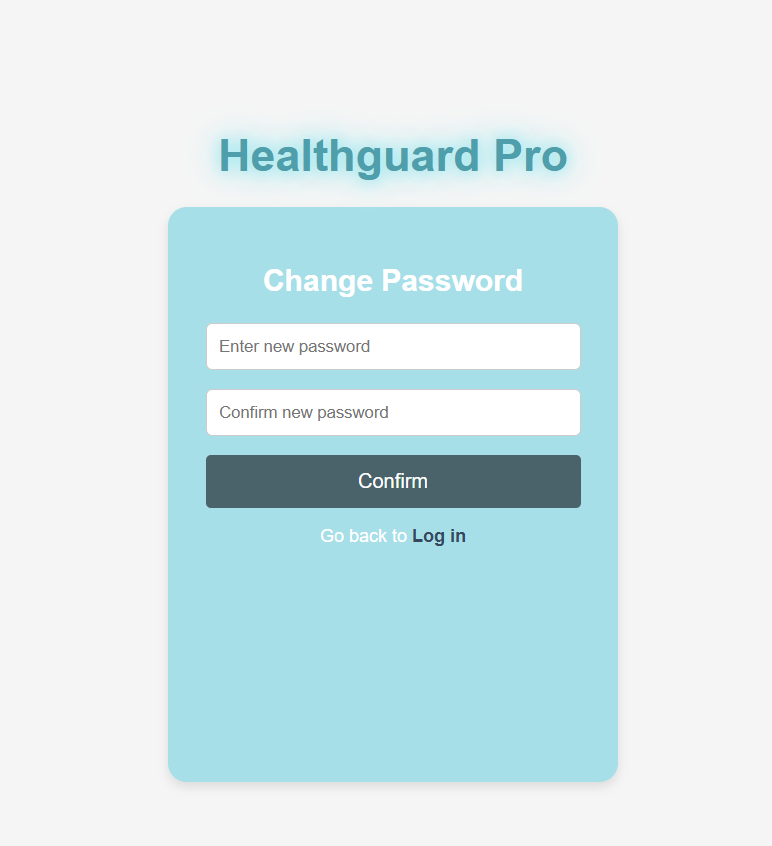 Healthguard Pro
Change Password
Enter new password
Confirm new password
Confirm
Go back to Log in